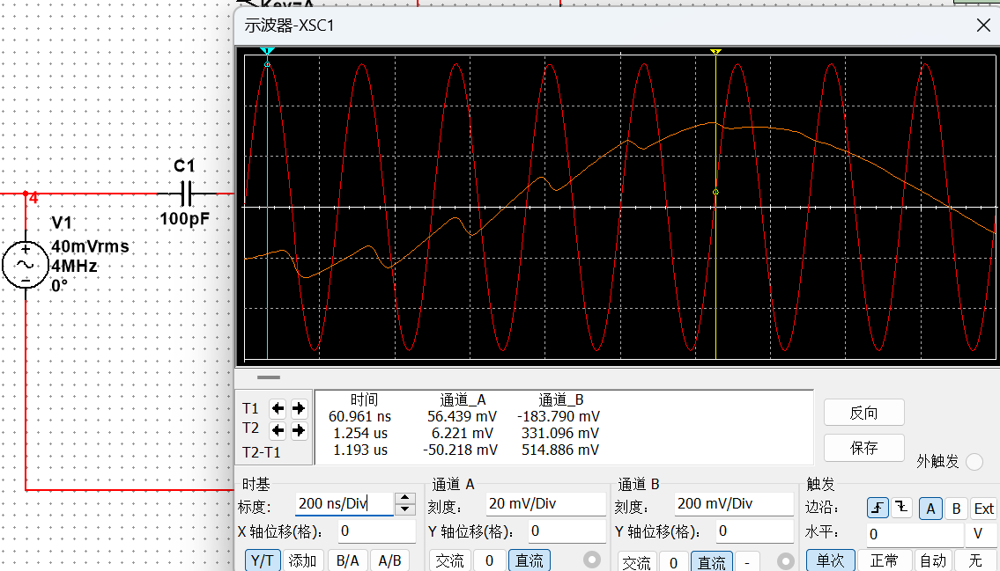 Key=A
示波器-XSC1
C1
4
100pF
V1
40mVrms
4MHz
0°
时间 通道_A 通道_B
T1 60.961 ns 56.439 mV -183.790 mV
T2 1.254 us 6.221 mV 331.096 mV
T2-T1 1.193 us -50.218 mV 514.886 mV
反向
保存
外触发
时基 通道 A 通道 B 触发
标度： 200 ns/Div 刻度： 20 mV/Div 刻度： 200 mV/Div 边沿： A B Ext
X 轴位移(格)： 0 Y 轴位移(格)： 0 Y 轴位移(格)： 0 水平： 0 V
Y/T 添加 B/A A/B 交流 0 直流 交流 0 直流 - 单次 正常 自动 无